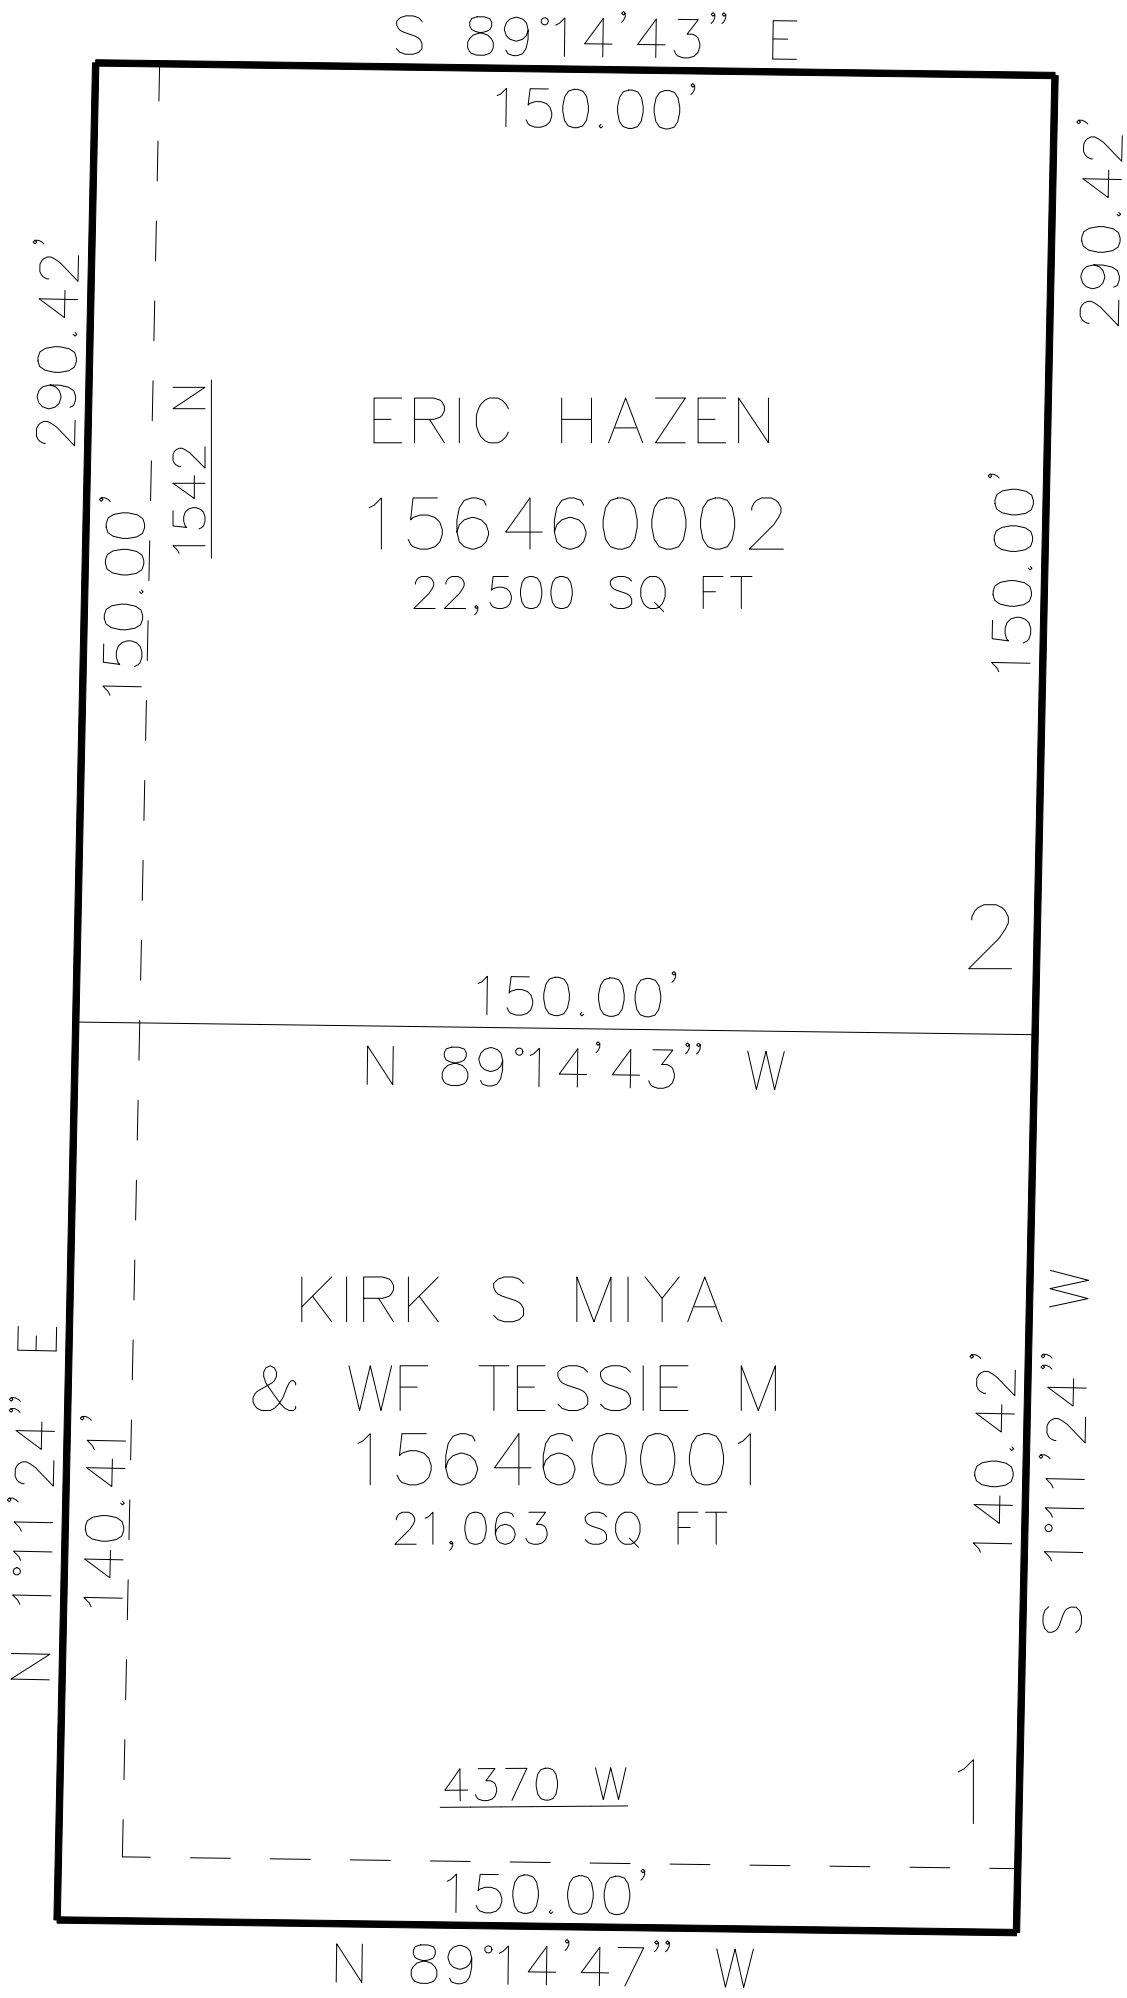 S 89°14'43" E
150.00'
290.42'
290.42'
1542 N
ERIC HAZEN
156460002
22,500 SQ FT
150.00'
150.00'
2
150.00'
N 89°14'43" W
KIRK S MIYA
& WF TESSIE M
156460001
21,063 SQ FT
N 1°11'24" E
140.41'
140.42'
S 1°11'24" W
4370 W
1
150.00'
N 89°14'47" W